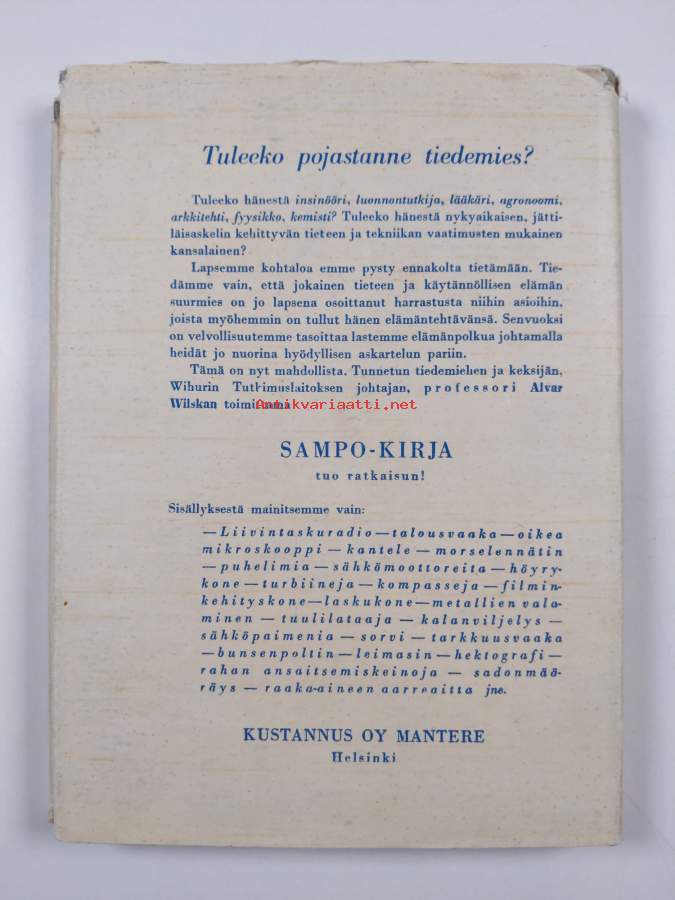 Tuleeko pojastanne tiedemies?
Tuleeko hänestä insinööri, luonnontutkija, lääkäri, agronoomi,
arkkitehti, fyysikko, kemisti? Tuleeko hänestä nykyaikaisen, jätti-
läisaskelin kehittyvän tieteen ja tekniikan vaatimusten mukainen
kansalainen?
Lapsemme kohtaloa emme pysty ennakolta tietämään. Tie-
dämme vain, että jokainen tieteen ja käytännöllisen elämän
suurmies on jo lapsena osoittanut harrastusta niihin asioihin,
joista myöhemmin on tullut hänen elämäntehtävänsä. Senvuoksi
on velvollisuutemme tasoittaa lastemme elämänpolkua johtamalla
heidät jo nuorina hyödyllisen askartelun pariin.
Tämä on nyt mahdollista. Tunnetun tiedemiehen ja keksijän,
Wihurin Tutkimuslaitoksen johtajan, professori Alvar
Wilskan toimittama
Antikvariaatti.net
SAMPO-KIRJA
tuo ratkaisun!
Sisällyksestä mainitsemme vain:
—Liivintaskuradio—talousvaaka—oikea
mikroskooppi — kantele — morselennätin
—puhelimia—sähkömoottoreita—höyry-
kone—turbiineja—kompasseja—filmin-
kehityskone—laskukone—metallien vala-
minen — tuulilataaja — kalanviljelys —
sähköpaimenia — sorvi — tarkkuusvaaka
—bunsenpoltin—leimasin—hektografi—
rahan ansaitsemiskeinoja — sadonmää-
räys — raaka-aineen aarreaitta jne.
KUSTANNUS OY MANTERE
Helsinki